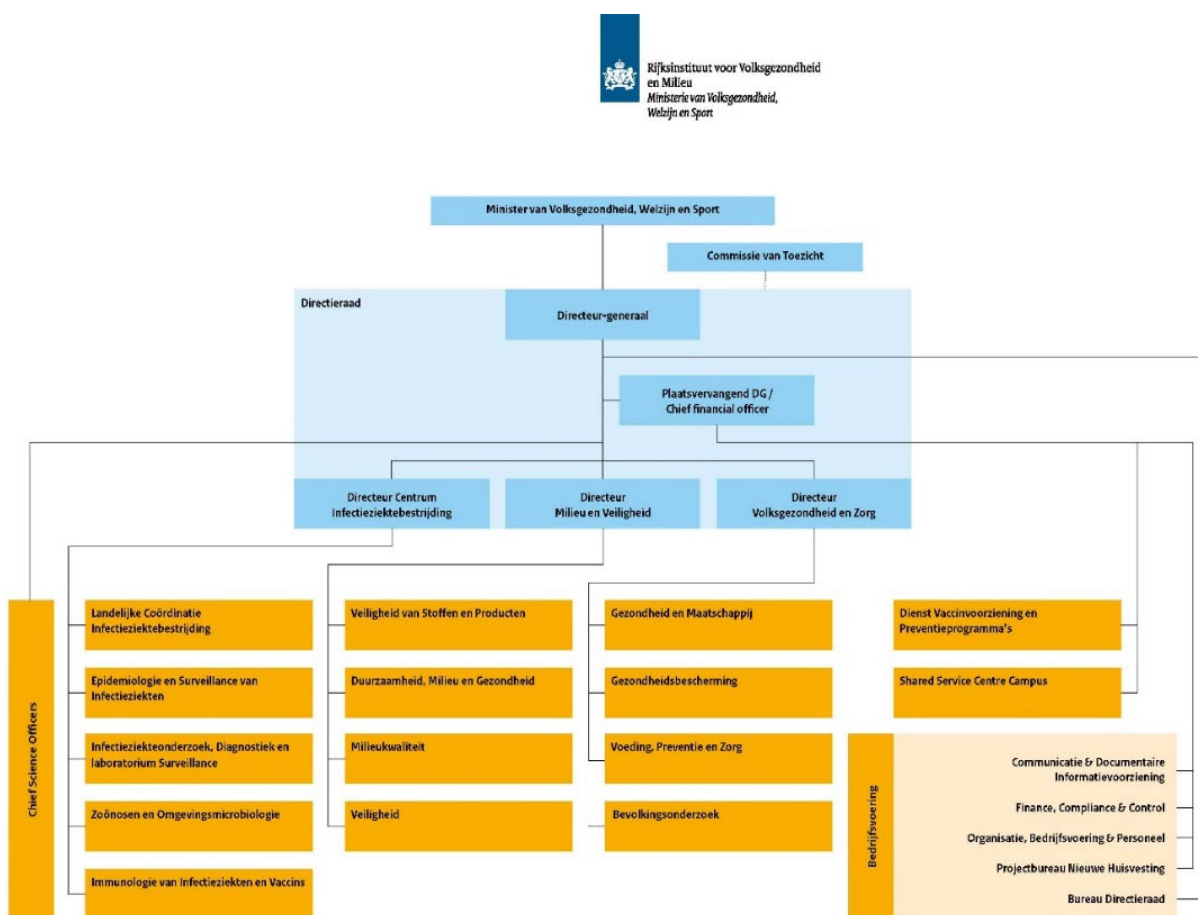 Rijksinstituut voor Volksgezondheid
en Milieu
Ministerie van Volksgezondheid,
Welzijn en Sport
Minister van Volksgezondheid, Welzijn en Sport
Commissie van Toezicht
Directieraad
Directeur-generaal
Plaatsvervangend DG /
Chief financial officer
Directeur Centrum
Infectieziektebestrijding
Directeur
Milieu en Veiligheid
Directeur
Volksgezondheid en Zorg
Chief Science Officers
Landelijke Coördinatie
Infectieziektebestrijding
Epidemiologie en Surveillance van
Infectieziekten
Infectieziekteonderzoek, Diagnostiek en
laboratorium Surveillance
Zoönosen en Omgevingsmicrobiologie
Immunologie van Infectieziekten en Vaccins
Veiligheid van Stoffen en Producten
Duurzaamheid, Milieu en Gezondheid
Milieukwaliteit
Veiligheid
Gezondheid en Maatschappij
Gezondheidsbescherming
Voeding, Preventie en Zorg
Bevolkingsonderzoek
Dienst Vaccinvoorziening en
Preventieprogramma's
Shared Service Centre Campus
Bedrijfsvoering
Communicatie & Documentaire
Informatievoorziening
Finance, Compliance & Control
Organisatie, Bedrijfsvoering & Personeel
Projectbureau Nieuwe Huisvesting
Bureau Directieraad